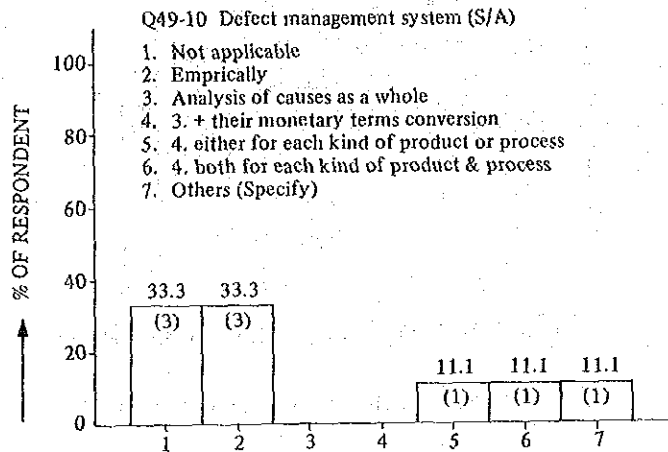 Q49-10 Defect management system (S/A)
1. Not applicable
2. Emprically
3. Analysis of causes as a whole
4. 3. + their monetary terms conversion
5. 4. either for each kind of product or process
6. 4. both for each kind of product & process
7. Others (Specify)
% OF RESPONDENT
100
80
60
40
20
0
33.3 33.3
(3) (3)
11.1 11.1 11.1
(1) (1) (1)
1 2 3 4 5 6 7